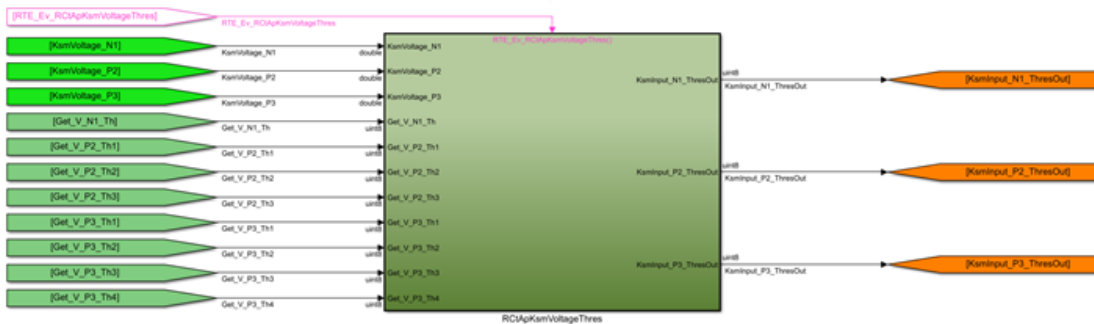 [RTE_Ev_RCtApKsmVoltageThres]
RTE_Ev_RCtApKsmVoltageThres
RTE_Ev_RCtApKsmVoltageThres()
[KsmVoltage_N1]
KsmVoltage_N1
double
KsmVoltage_N1
[KsmVoltage_P2]
KsmVoltage_P2
double
KsmVoltage_P2
[KsmVoltage_P3]
KsmVoltage_P3
double
KsmVoltage_P3
[Get_V_N1_Th]
Get_V_N1_Th
uint8
Get_V_N1_Th
[Get_V_P2_Th1]
Get_V_P2_Th1
uint8
Get_V_P2_Th1
[Get_V_P2_Th2]
Get_V_P2_Th2
uint8
Get_V_P2_Th2
[Get_V_P2_Th3]
Get_V_P2_Th3
uint8
Get_V_P2_Th3
[Get_V_P3_Th1]
Get_V_P3_Th1
uint8
Get_V_P3_Th1
[Get_V_P3_Th2]
Get_V_P3_Th2
uint8
Get_V_P3_Th2
[Get_V_P3_Th3]
Get_V_P3_Th3
uint8
Get_V_P3_Th3
[Get_V_P3_Th4]
Get_V_P3_Th4
uint8
Get_V_P3_Th4
KsmInput_N1_ThresOut
uint8
KsmInput_N1_ThresOut
[KsmInput_N1_ThresOut]
KsmInput_P2_ThresOut
uint8
KsmInput_P2_ThresOut
[KsmInput_P2_ThresOut]
KsmInput_P3_ThresOut
uint8
KsmInput_P3_ThresOut
[KsmInput_P3_ThresOut]
RCtApKsmVoltageThres